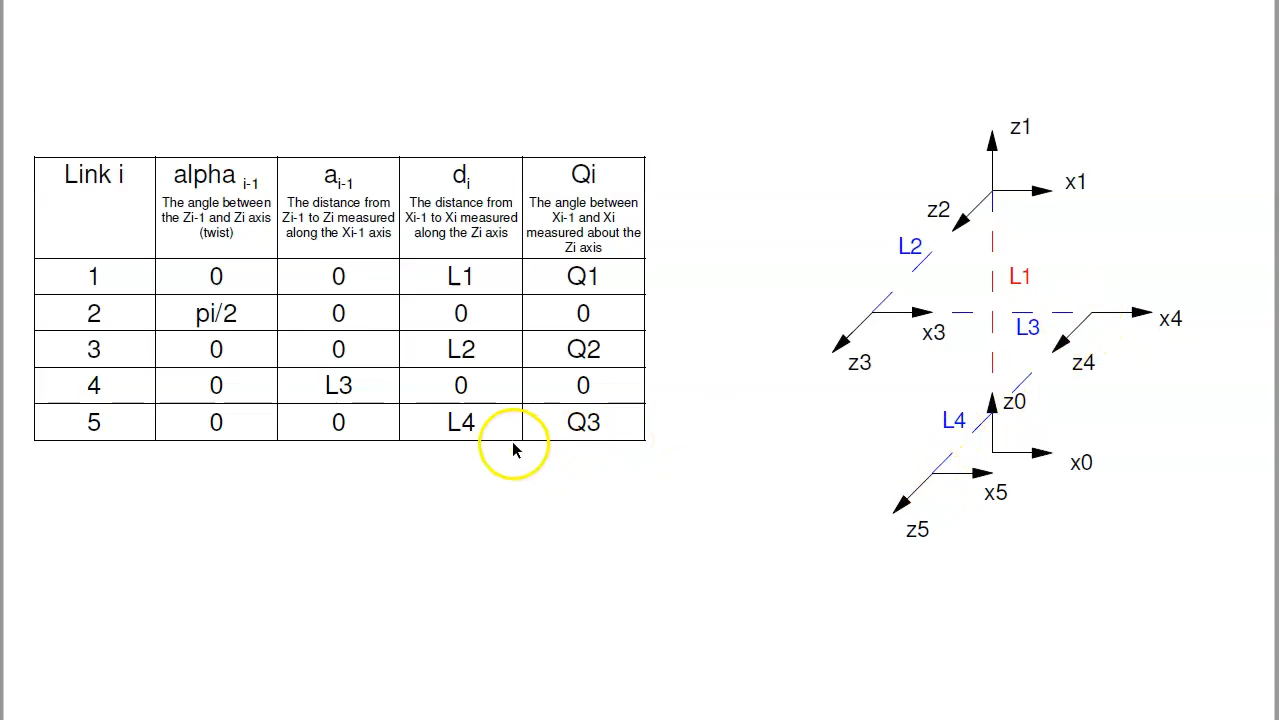 Link i alpha i-1 ai-1 di Qi
The angle between The distance from The distance from The angle between
the Zi-1 and Zi axis Zi-1 to Zi measured Xi-1 to Xi measured Xi-1 and Xi
(twist) along the Xi-1 axis along the Zi axis measured about the
Zi axis
1 0 0 L1 Q1
2 pi/2 0 0 0
3 0 0 L2 Q2
4 0 L3 0 0
5 0 0 L4 Q3
z1
x1
z2
L2
L1
x3
L3
x4
z3
z4
z0
L4
x0
x5
z5